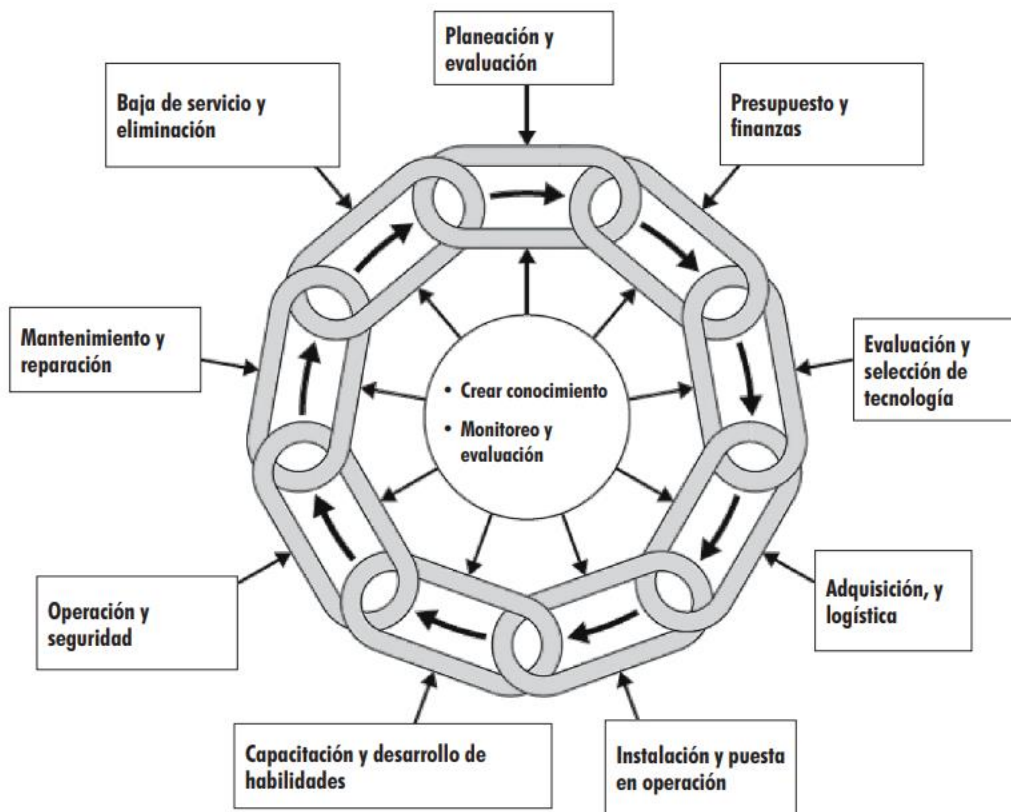 Planeación y
evaluación
Presupuesto y
finanzas
Evaluación y
selección de
tecnología
Adquisición, y
logística
Instalación y puesta
en operación
Capacitación y desarrollo de
habilidades
Operación y
seguridad
Mantenimiento y
reparación
Baja de servicio y
eliminación
• Crear conocimiento
• Monitoreo y
evaluación